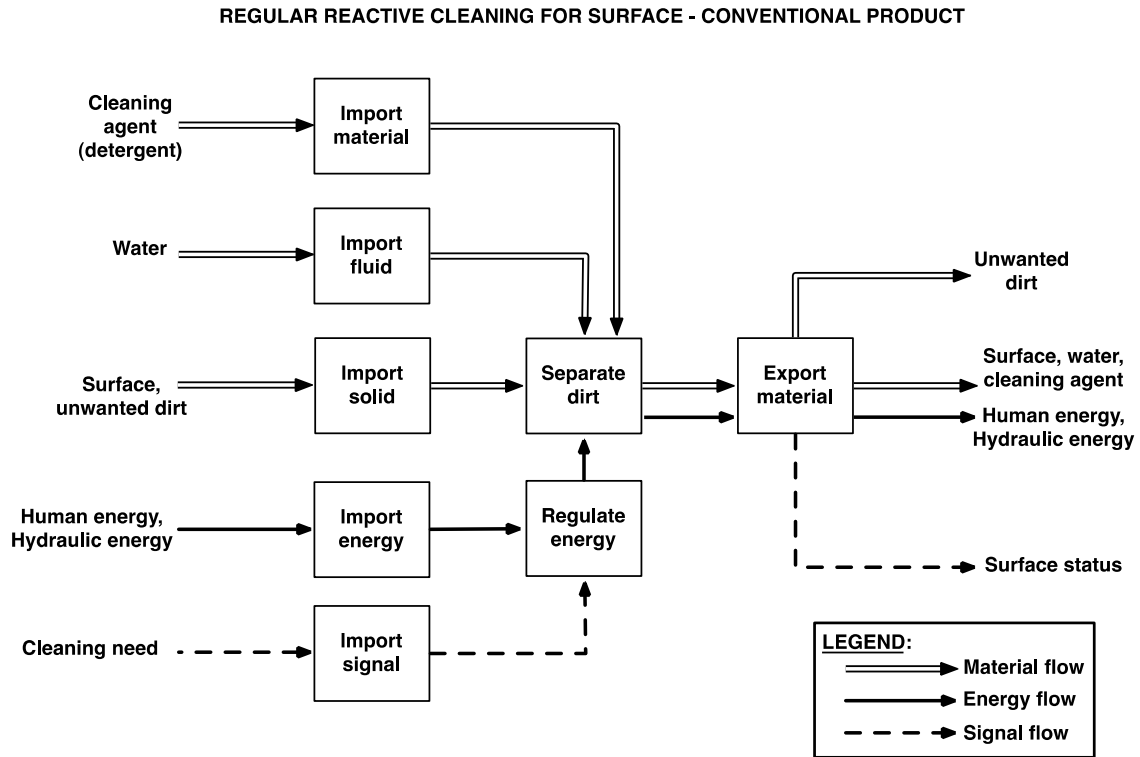 REGULAR REACTIVE CLEANING FOR SURFACE - CONVENTIONAL PRODUCT
Cleaning
agent
(detergent)
Import
material
Water
Import
fluid
Unwanted
dirt
Surface,
unwanted dirt
Import
solid
Separate
dirt
Export
material
Surface, water,
cleaning agent
Human energy,
Hydraulic energy
Human energy,
Hydraulic energy
Import
energy
Regulate
energy
Surface status
Cleaning need
Import
signal
LEGEND:
Material flow
Energy flow
Signal flow